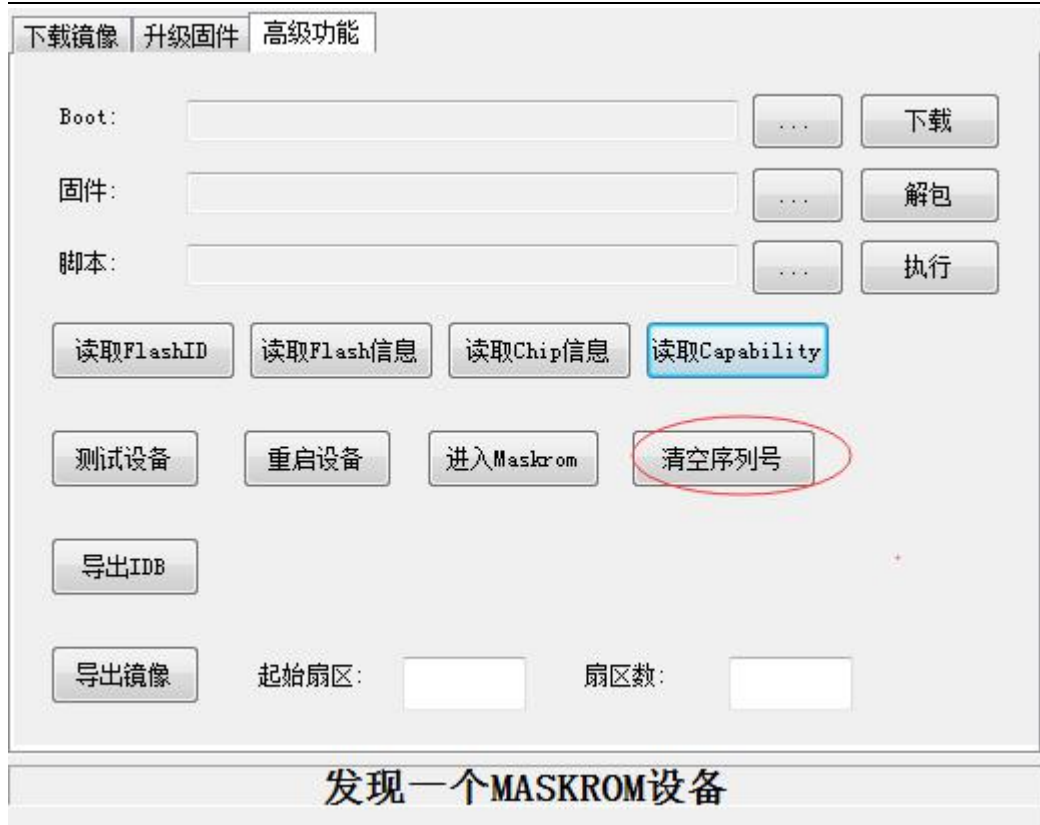 下载镜像 升级固件 高级功能
Boot: ... 下载
固件: ... 解包
脚本: ... 执行
读取FlashID 读取Flash信息 读取Chip信息 读取Capability
测试设备 重启设备 进入Maskrom 清空序列号
导出IDB
导出镜像 起始扇区: 扇区数:
发现一个MASKROM设备